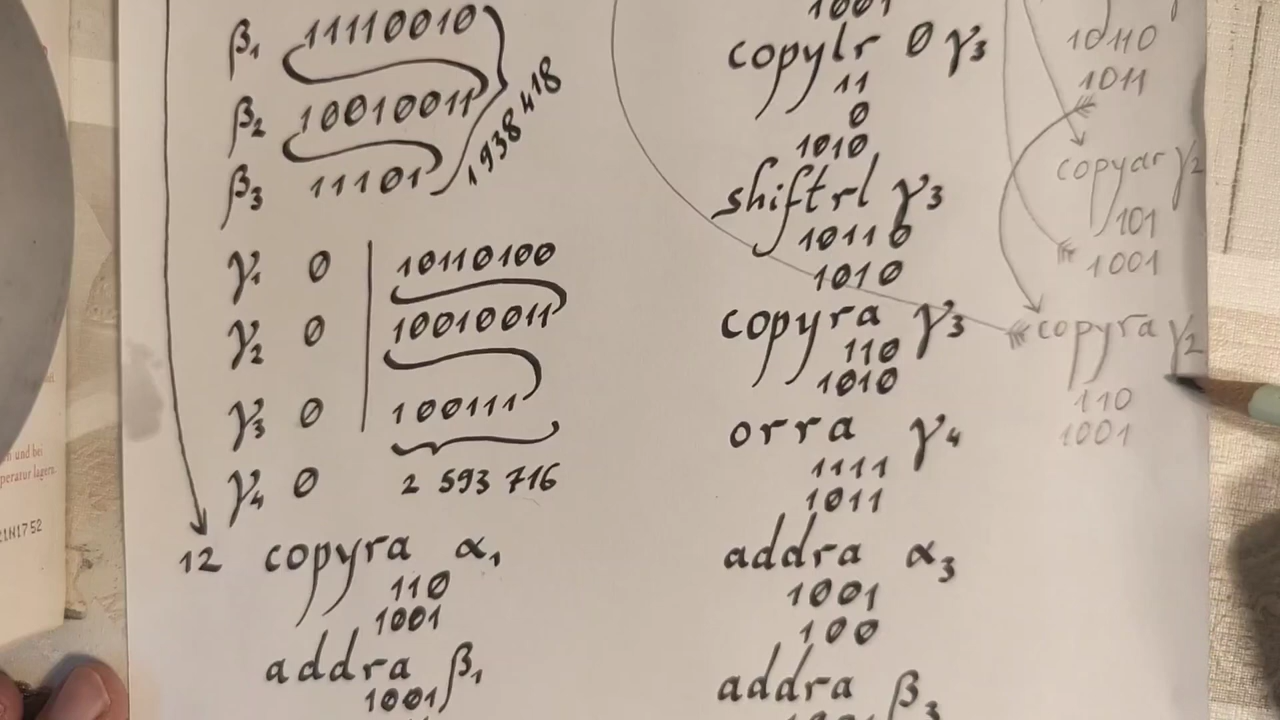 β₁ 11110010
β₂ 10010011
β₃ 11101
1938418
γ₁ 0 10110100
γ₂ 0 10010011
γ₃ 0 100111
γ₄ 0 2 593 716
12 copyra α₁
110
1001
addra β₁
1001
1001
copylr 0 γ₃
11
0
1010
shiftrl γ₃
10110
1010
copyra γ₃
110
1010
orra γ₄
1111
1011
addra α₃
1001
100
addra β₃
10110
1011
copyar γ₂
101
1001
copyra γ₂
110
1001
21N1752